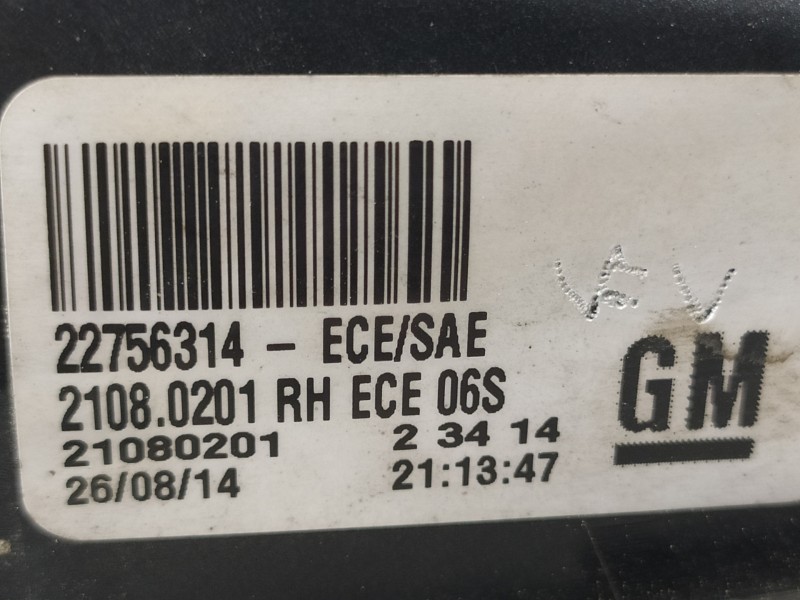 22756314 - ECE/SAE
2108.0201 RH ECE 06S
21080201 2 34 14
26/08/14 21:13:47
GM